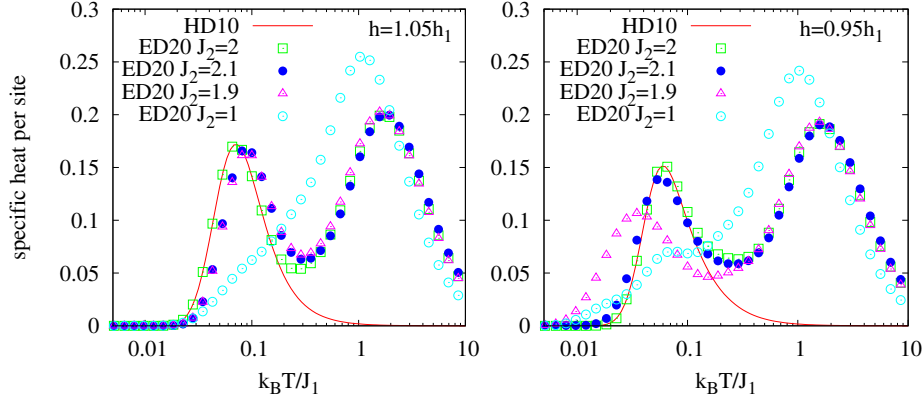 0.3
0.25
0.2
0.15
0.1
0.05
0
specific heat per site
HD10
ED20 J2=2
ED20 J2=2.1
ED20 J2=1.9
ED20 J2=1
h=1.05h1
0.01 0.1 1 10
kBT/J1
0.3
0.25
0.2
0.15
0.1
0.05
0
HD10
ED20 J2=2
ED20 J2=2.1
ED20 J2=1.9
ED20 J2=1
h=0.95h1
0.01 0.1 1 10
kBT/J1